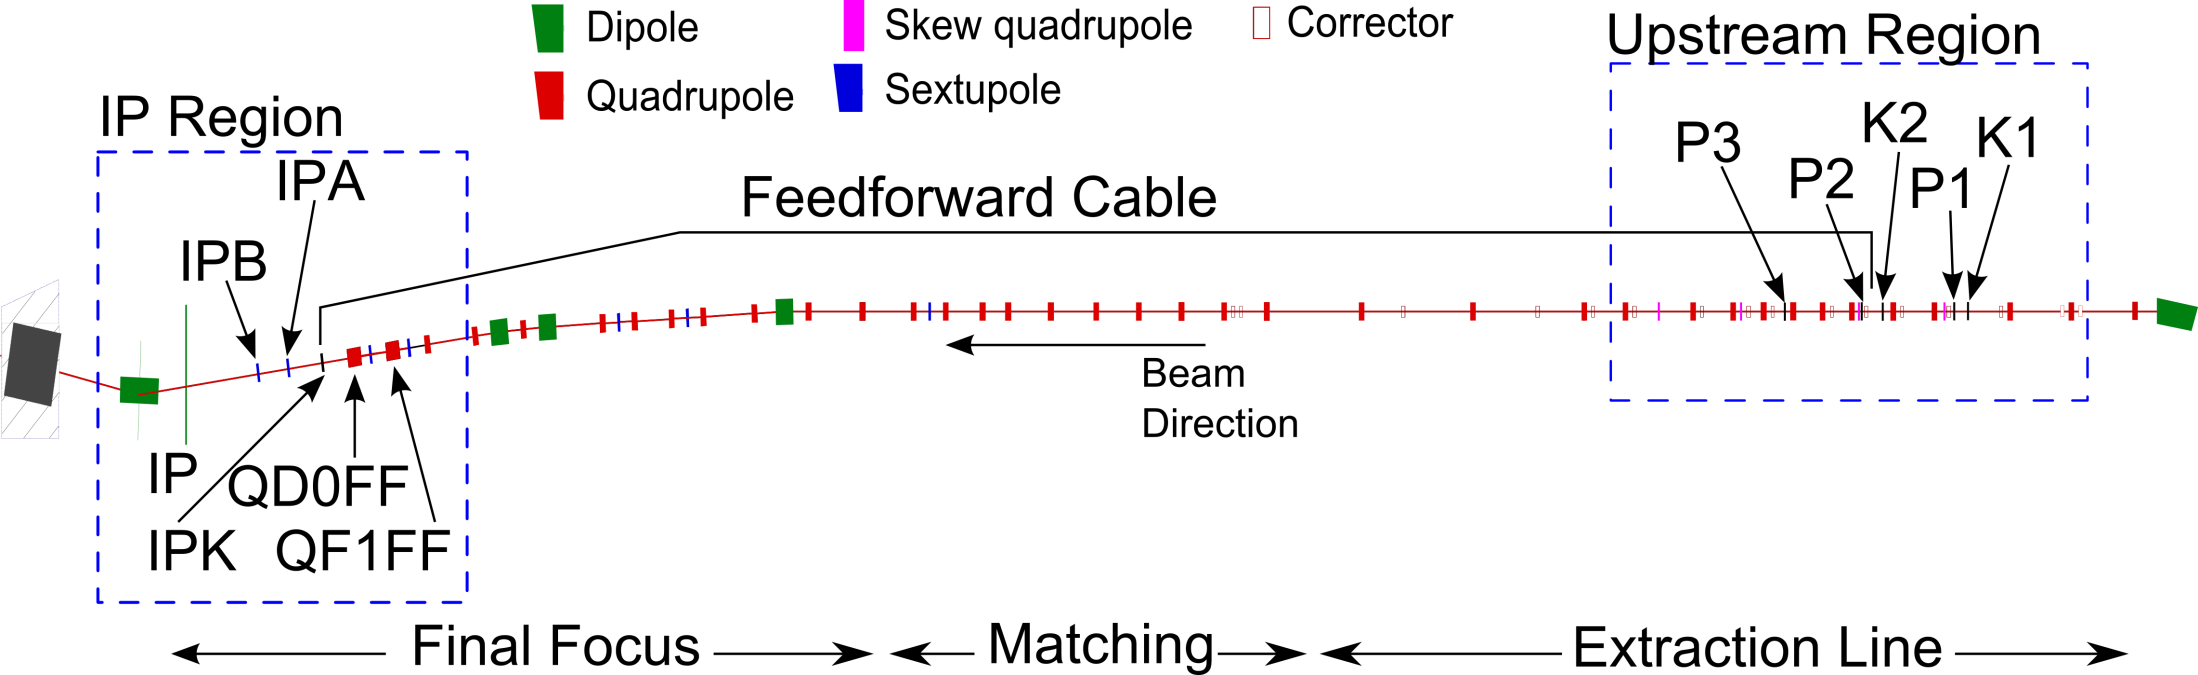 Dipole
Skew quadrupole
Corrector
Quadrupole
Sextupole
Upstream Region
IP Region
K2
K1
P3
P2
P1
IPA
Feedforward Cable
IPB
Beam
Direction
IP
QD0FF
IPK
QF1FF
Final Focus
Matching
Extraction Line